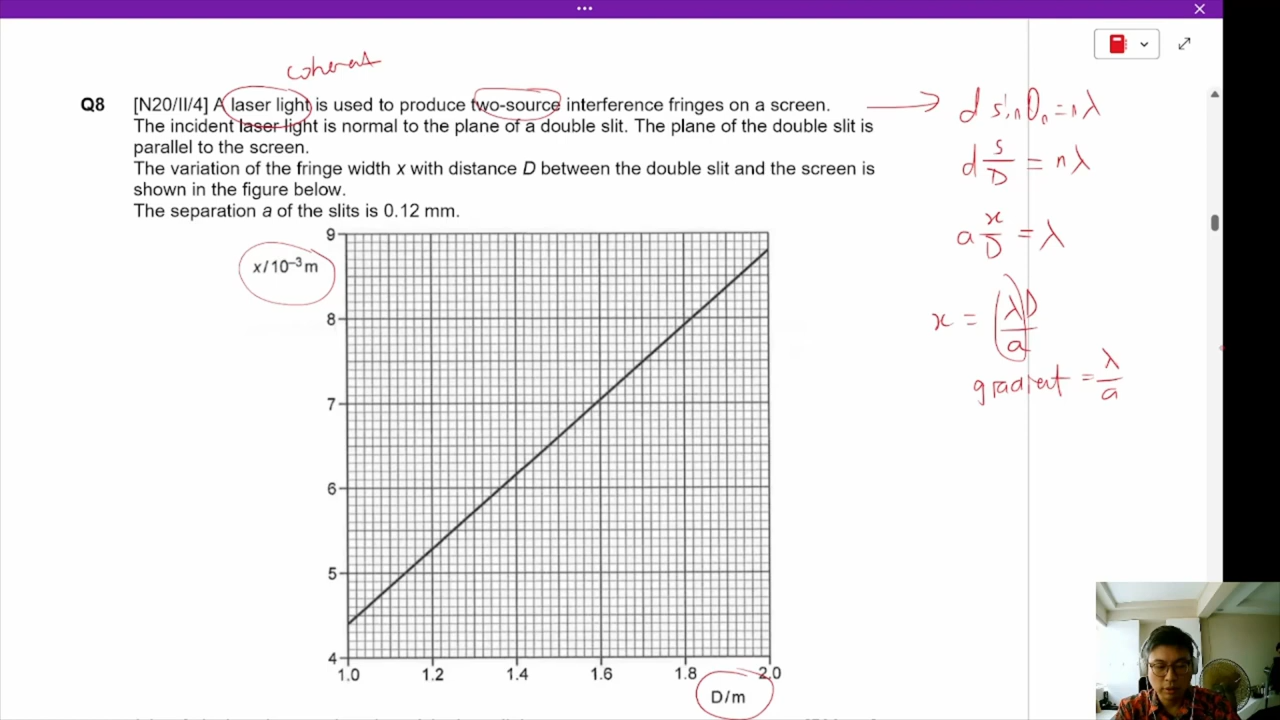 coherent
Q8 [N20/II/4] A laser light is used to produce two-source interference fringes on a screen.
The incident laser light is normal to the plane of a double slit. The plane of the double slit is
parallel to the screen.
The variation of the fringe width x with distance D between the double slit and the screen is
shown in the figure below.
The separation a of the slits is 0.12 mm.
d sin θₙ = nλ
d s/D = nλ
a x/D = λ
x = (λD/a)
gradient = λ/a
x/10⁻³m
9
8
7
6
5
4
1.0 1.2 1.4 1.6 1.8 2.0
D/m